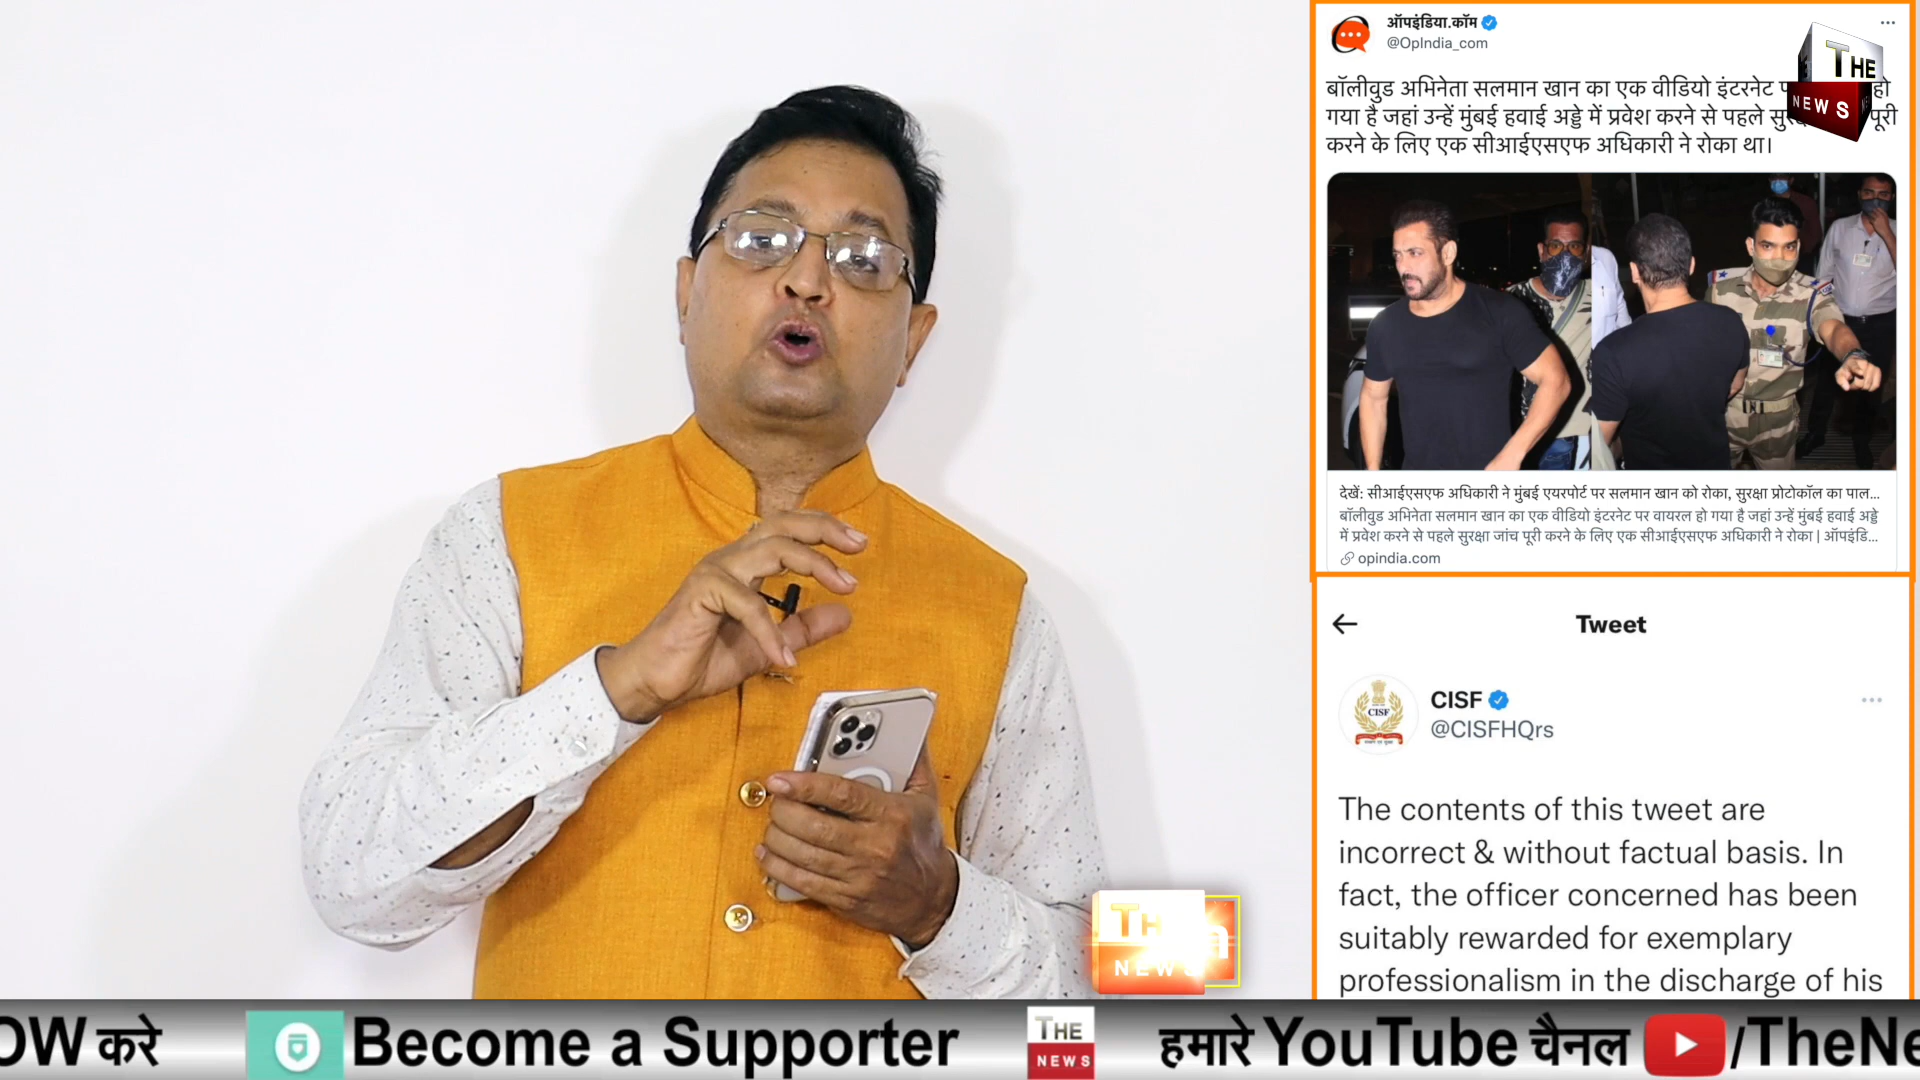 ऑपइंडिया.कॉम
@OpIndia_com
बॉलीवुड अभिनेता सलमान खान का एक वीडियो इंटरनेट हो
गया है जहां उन्हें मुंबई हवाई अड्डे में प्रवेश करने से पहले पूरी
करने के लिए एक सीआईएसएफ अधिकारी ने रोका था।
THE
NEWS
देखें: सीआईएसएफ अधिकारी ने मुंबई एयरपोर्ट पर सलमान खान को रोका, सुरक्षा प्रोटोकॉल का पाल...
बॉलीवुड अभिनेता सलमान खान का एक वीडियो इंटरनेट पर वायरल हो गया है जहां उन्हें मुंबई हवाई अड्डे
में प्रवेश करने से पहले सुरक्षा जांच पूरी करने के लिए एक सीआईएसएफ अधिकारी ने रोका | ऑपइंडि...
opindia.com
Tweet
CISF
@CISFHQrs
CISF
The contents of this tweet are
incorrect & without factual basis. In
fact, the officer concerned has been
suitably rewarded for exemplary
professionalism in the discharge of his
NEWS
OW करे Become a Supporter THE NEWS हमारे YouTube चैनल /TheNe